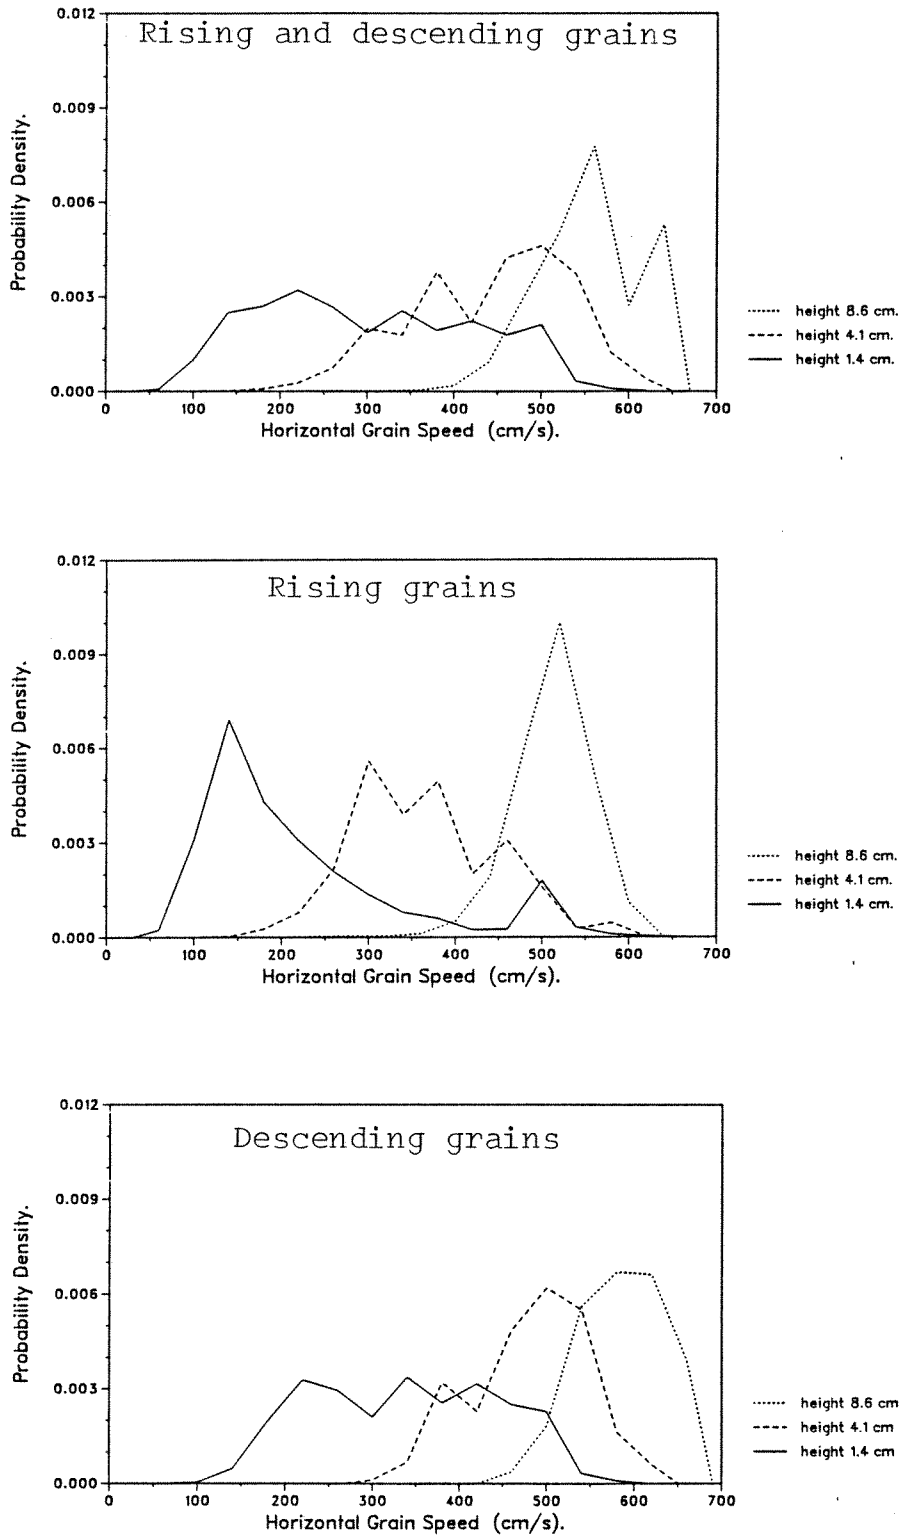 Rising and descending grains
Probability Density.
0.012
0.009
0.006
0.003
0.000
0 100 200 300 400 500 600 700
Horizontal Grain Speed (cm/s).
height 8.6 cm.
height 4.1 cm.
height 1.4 cm.
Rising grains
Probability Density.
0.012
0.009
0.006
0.003
0.000
0 100 200 300 400 500 600 700
Horizontal Grain Speed (cm/s).
height 8.6 cm.
height 4.1 cm.
height 1.4 cm.
Descending grains
Probability Density.
0.012
0.009
0.006
0.003
0.000
0 100 200 300 400 500 600 700
Horizontal Grain Speed (cm/s).
height 8.6 cm
height 4.1 cm
height 1.4 cm